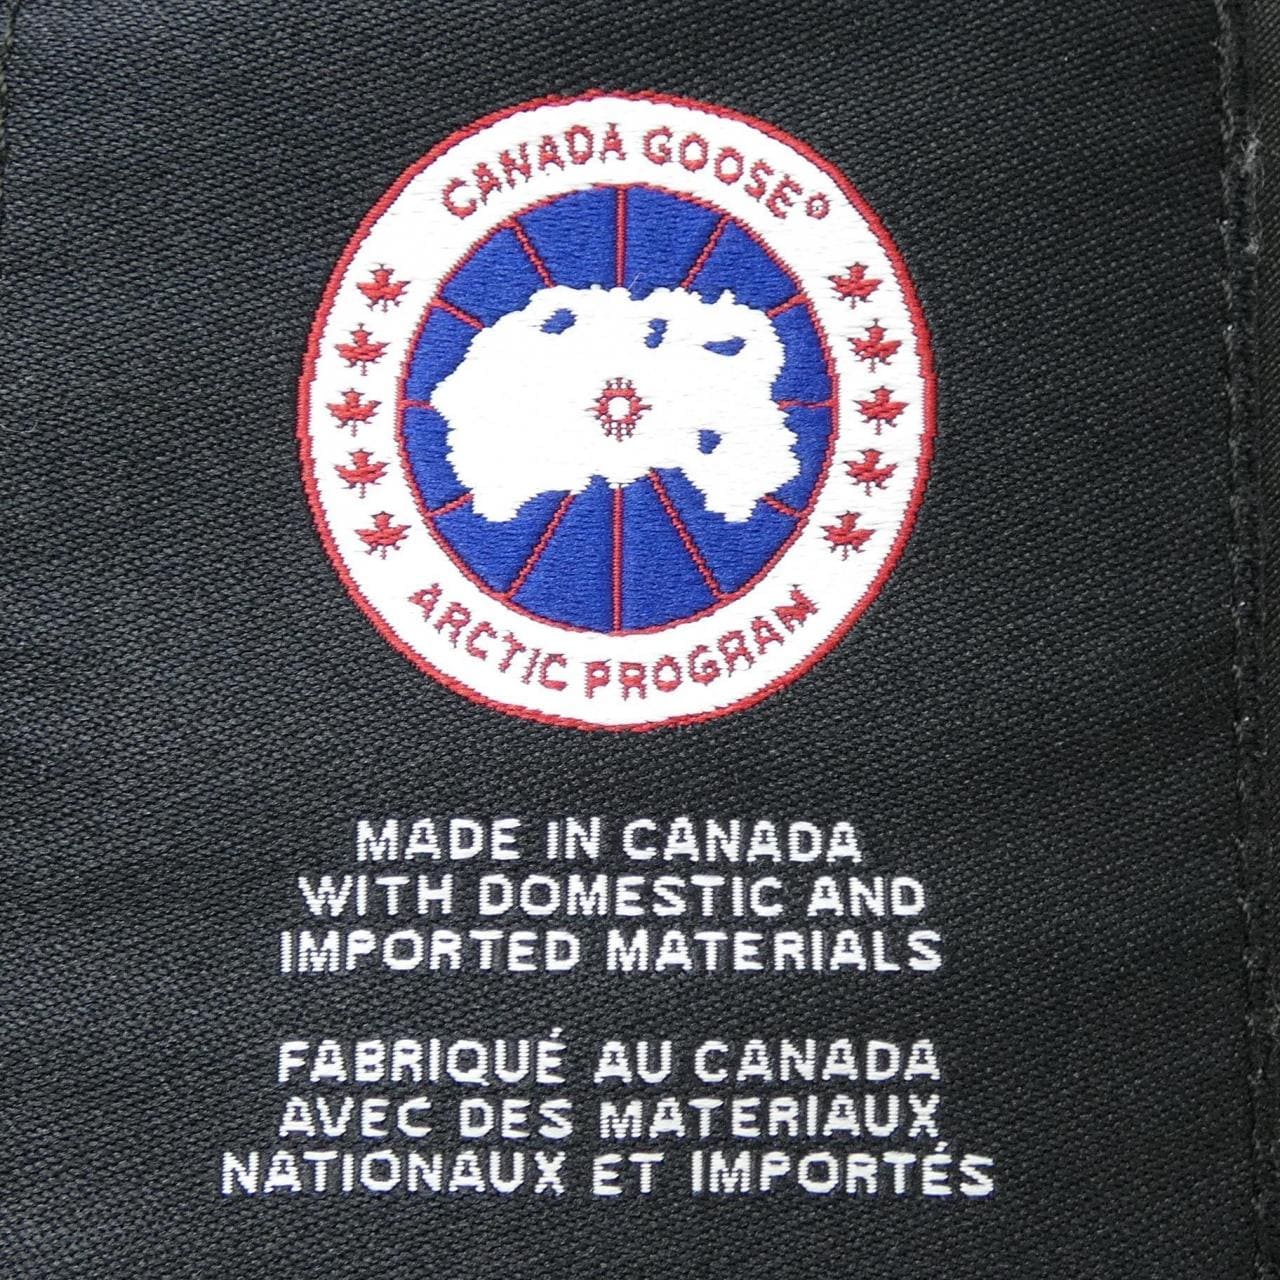 CANADA GOOSE®
ARCTIC PROGRAM
MADE IN CANADA
WITH DOMESTIC AND
IMPORTED MATERIALS
FABRIQUÉ AU CANADA
AVEC DES MATERIAUX
NATIONAUX ET IMPORTÉS